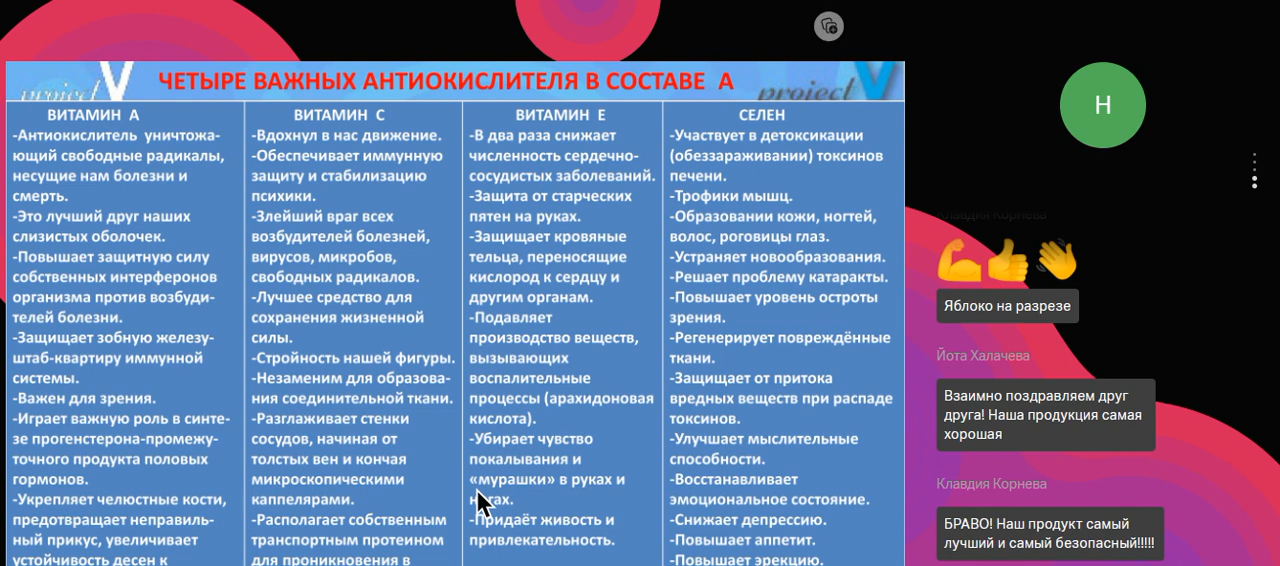 project V
ЧЕТЫРЕ ВАЖНЫХ АНТИОКИСЛИТЕЛЯ В СОСТАВЕ А
project V
ВИТАМИН А
-Антиокислитель уничтожа-
ющий свободные радикалы,
несущие нам болезни и
смерть.
-Это лучший друг наших
слизистых оболочек.
-Повышает защитную силу
собственных интерферонов
организма против возбуди-
телей болезни.
-Защищает зобную железу-
штаб-квартиру иммунной
системы.
-Важен для зрения.
-Играет важную роль в синте-
зе прогенстерона-промежу-
точного продукта половых
гормонов.
-Укрепляет челюстные кости,
предотвращает неправиль-
ный прикус, увеличивает
устойчивость десен к
ВИТАМИН С
-Вдохнул в нас движение.
-Обеспечивает иммунную
защиту и стабилизацию
психики.
-Злейший враг всех
возбудителей болезней,
вирусов, микробов,
свободных радикалов.
-Лучшее средство для
сохранения жизненной
силы.
-Стройность нашей фигуры.
-Незаменим для образова-
ния соединительной ткани.
-Разглаживает стенки
сосудов, начиная от
толстых вен и кончая
микроскопическими
каппелярами.
-Располагает собственным
транспортным протеином
для проникновения в
ВИТАМИН Е
-В два раза снижает
численность сердечно-
сосудистых заболеваний.
-Защита от старческих
пятен на руках.
-Защищает кровяные
тельца, переносящие
кислород к сердцу и
другим органам.
-Подавляет
производство веществ,
вызывающих
воспалительные
процессы (арахидоновая
кислота).
-Убирает чувство
покалывания и
«мурашки» в руках и
ногах.
-Придаёт живость и
привлекательность.
СЕЛЕН
-Участвует в детоксикации
(обеззараживании) токсинов
печени.
-Трофики мышц.
-Образовании кожи, ногтей,
волос, роговицы глаз.
-Устраняет новообразования.
-Решает проблему катаракты.
-Повышает уровень остроты
зрения.
-Регенерирует повреждённые
ткани.
-Защищает от притока
вредных веществ при распаде
токсинов.
-Улучшает мыслительные
способности.
-Восстанавливает
эмоциональное состояние.
-Снижает депрессию.
-Повышает аппетит.
-Повышает эрекцию.
Н
Клавдия Корнева
Яблоко на разрезе
Йота Халачева
Взаимно поздравляем друг
друга! Наша продукция самая
хорошая
Клавдия Корнева
БРАВО! Наш продукт самый
лучший и самый безопасный!!!!!